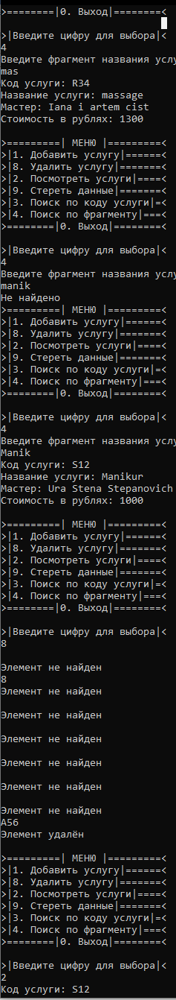 >========|0. Выход|========<
>|Введите цифру для выбора|<
4
Введите фрагмент названия усл
mas
Код услуги: R34
Название услуги: massage
Мастер: Iana i artem cist
Стоимость в рублях: 1300
>=========| МЕНЮ |=========<
>|1. Добавить услугу|======<
>|8. Удалить услугу|=======<
>|2. Посмотреть услуги|====<
>|9. Стереть данные|=======<
>|3. Поиск по коду услуги|=<
>|4. Поиск по фрагменту|===<
>========|0. Выход|========<
>|Введите цифру для выбора|<
4
Введите фрагмент названия усл
manik
Не найдено
>=========| МЕНЮ |=========<
>|1. Добавить услугу|======<
>|8. Удалить услугу|=======<
>|2. Посмотреть услуги|====<
>|9. Стереть данные|=======<
>|3. Поиск по коду услуги|=<
>|4. Поиск по фрагменту|===<
>========|0. Выход|========<
>|Введите цифру для выбора|<
4
Введите фрагмент названия усл
Manik
Код услуги: S12
Название услуги: Manikur
Мастер: Ura Stena Stepanovich
Стоимость в рублях: 1000
>=========| МЕНЮ |=========<
>|1. Добавить услугу|======<
>|8. Удалить услугу|=======<
>|2. Посмотреть услуги|====<
>|9. Стереть данные|=======<
>|3. Поиск по коду услуги|=<
>|4. Поиск по фрагменту|===<
>========|0. Выход|========<
>|Введите цифру для выбора|<
8
Элемент не найден
8
Элемент не найден
Элемент не найден
Элемент не найден
Элемент не найден
Элемент не найден
Элемент не найден
A56
Элемент удалён
>=========| МЕНЮ |=========<
>|1. Добавить услугу|======<
>|8. Удалить услугу|=======<
>|2. Посмотреть услуги|====<
>|9. Стереть данные|=======<
>|3. Поиск по коду услуги|=<
>|4. Поиск по фрагменту|===<
>========|0. Выход|========<
>|Введите цифру для выбора|<
2
Код услуги: S12